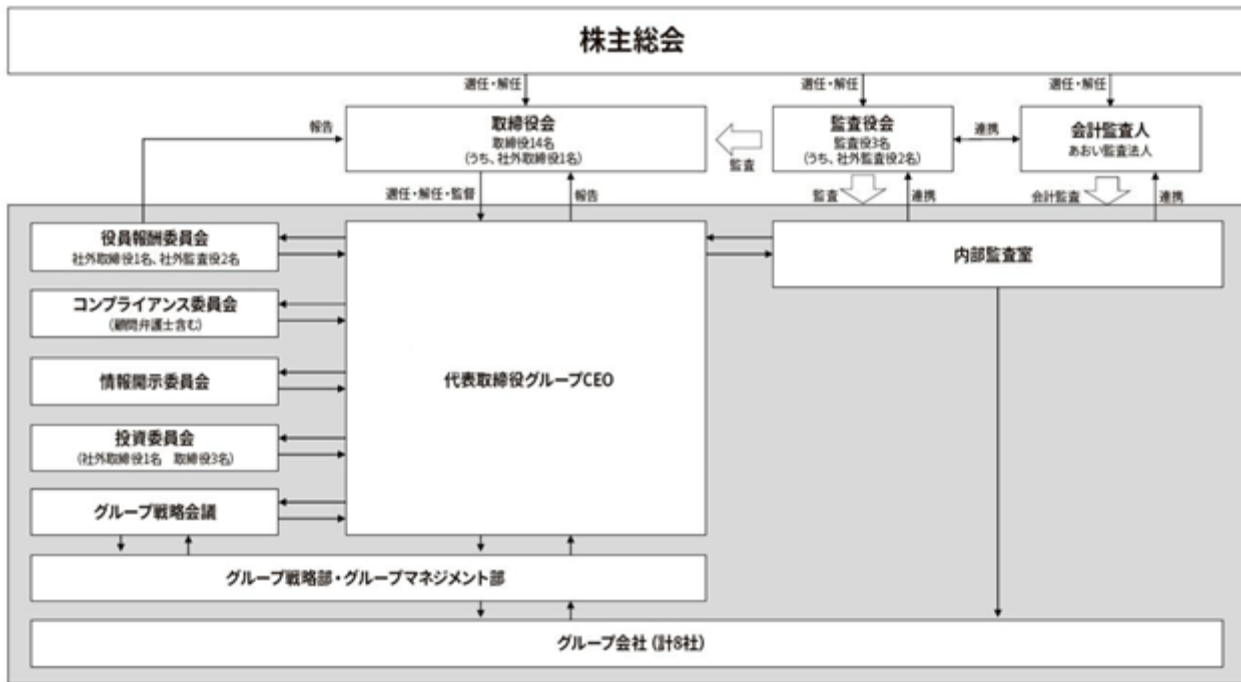 株主総会
選任・解任
選任・解任
選任・解任
取締役会
取締役14名
(うち、社外取締役1名)
監査役会
監査役3名
(うち、社外監査役2名)
会計監査人
あおい監査法人
報告
監査
連携
選任・解任・監督
報告
監査
連携
会計監査
連携
役員報酬委員会
社外取締役1名、社外監査役2名
コンプライアンス委員会
(顧問弁護士含む)
情報開示委員会
投資委員会
(社外取締役1名 取締役3名)
グループ戦略会議
代表取締役グループCEO
内部監査室
グループ戦略部・グループマネジメント部
グループ会社(計8社)